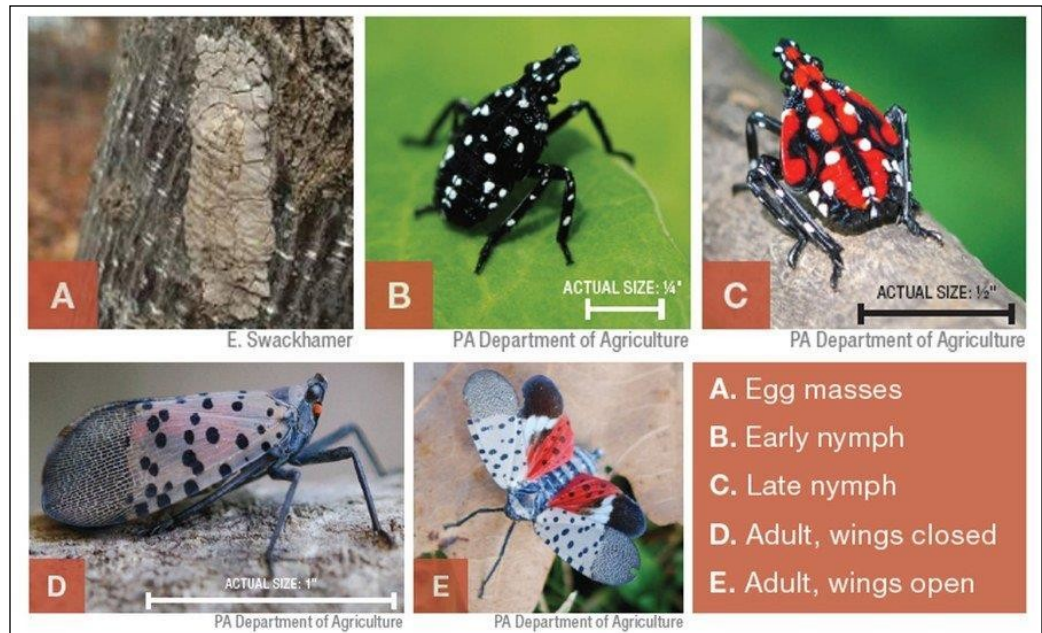 A
E. Swackhamer
B
ACTUAL SIZE: ¼"
PA Department of Agriculture
C
ACTUAL SIZE: ½"
PA Department of Agriculture
D
ACTUAL SIZE: 1"
PA Department of Agriculture
E
PA Department of Agriculture
A. Egg masses
B. Early nymph
C. Late nymph
D. Adult, wings closed
E. Adult, wings open